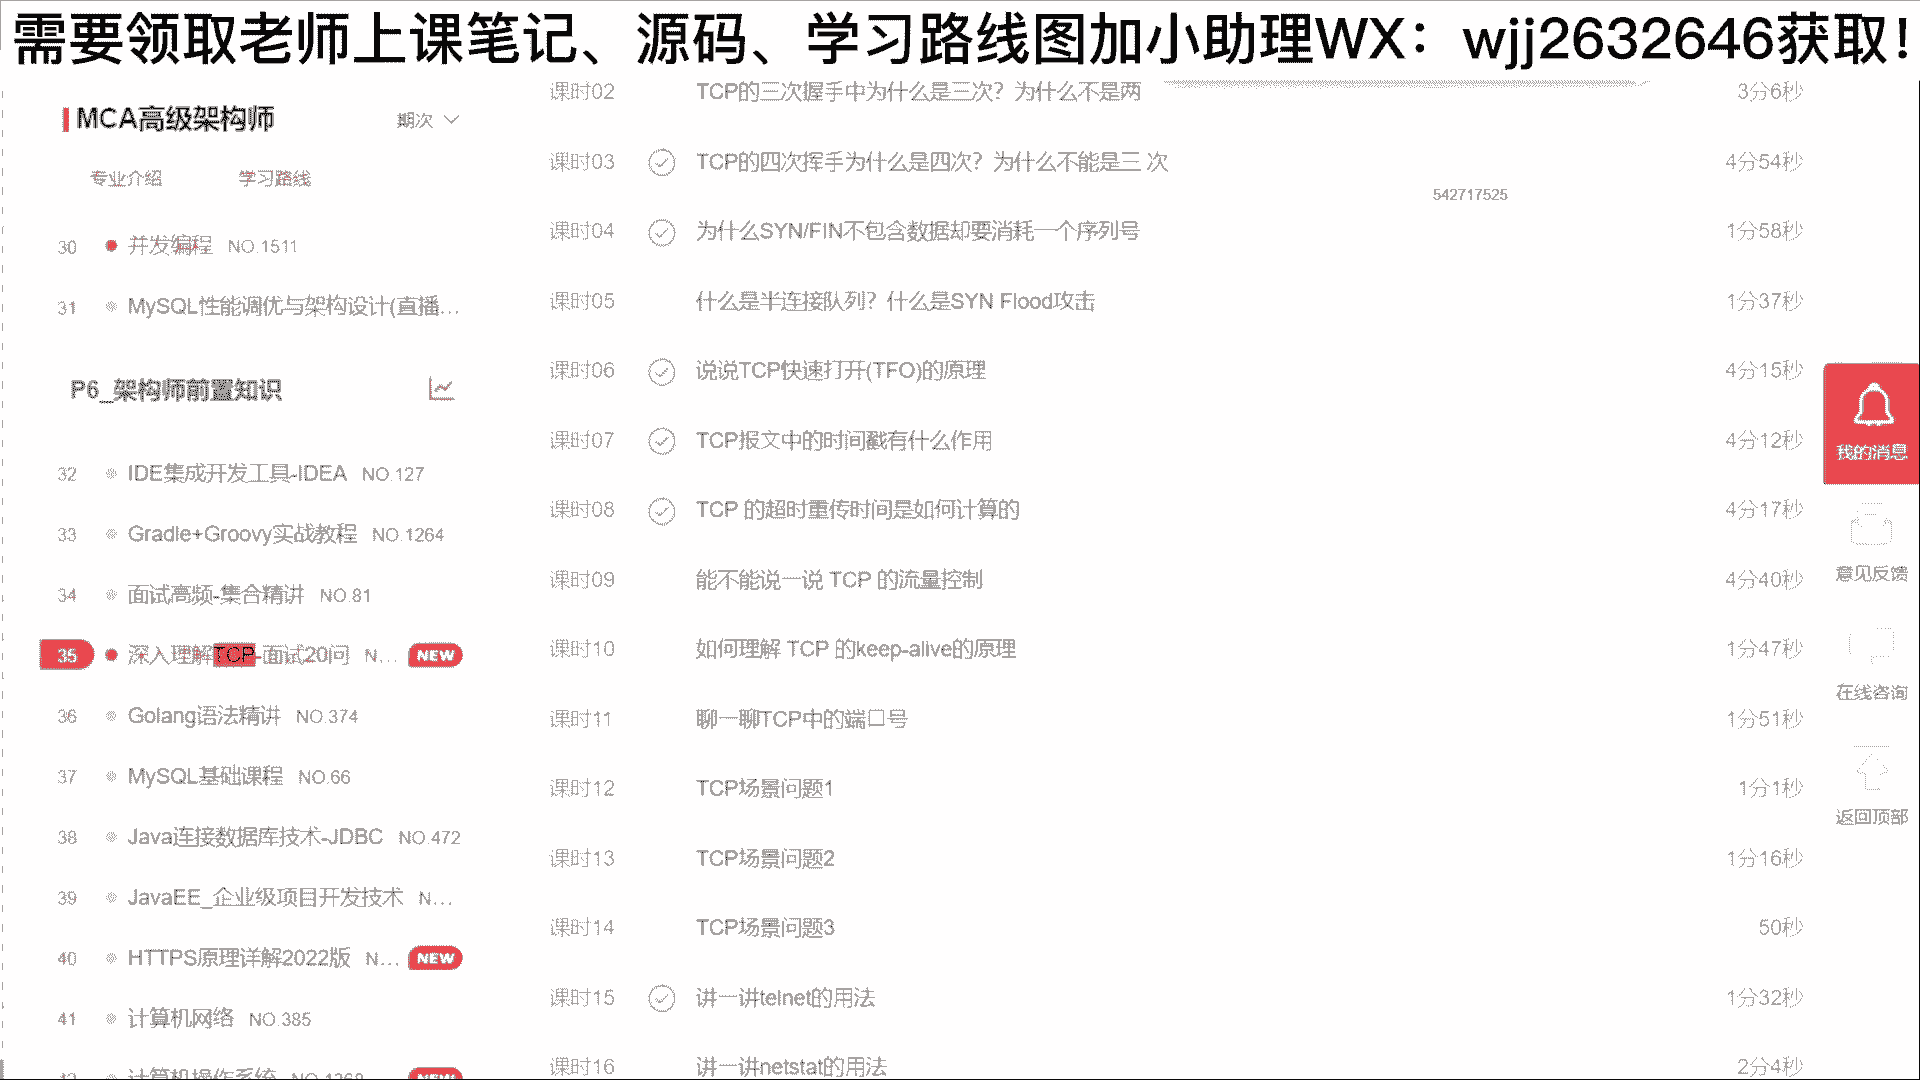 需要领取老师上课笔记、源码、学习路线图加小助理WX：wjj2632646获取！
MCA高级架构师
期次
专业介绍
学习路线
30 并发编程 NO.1511
31 MySQL性能调优与架构设计(直播...
P6_架构师前置知识
32 IDE集成开发工具-IDEA NO.127
33 Gradle+Groovy实战教程 NO.1264
34 面试高频-集合精讲 NO.81
35 深入理解TCP-面试20问 N... NEW
36 Golang语法精讲 NO.374
37 MySQL基础课程 NO.66
38 Java连接数据库技术-JDBC NO.472
39 JavaEE_企业级项目开发技术 N...
40 HTTPS原理详解2022版 N... NEW
41 计算机网络 NO.385
计算机操作系统 NO.1268 NEW
课时02 TCP的三次握手中为什么是三次？为什么不是两 3分6秒
课时03 TCP的四次挥手为什么是四次？为什么不能是三 次 4分54秒
542717525
课时04 为什么SYN/FIN不包含数据却要消耗一个序列号 1分58秒
课时05 什么是半连接队列？什么是SYN Flood攻击 1分37秒
课时06 说说TCP快速打开(TFO)的原理 4分15秒
课时07 TCP报文中的时间戳有什么作用 4分12秒
课时08 TCP 的超时重传时间是如何计算的 4分17秒
课时09 能不能说一说 TCP 的流量控制 4分40秒
课时10 如何理解 TCP 的keep-alive的原理 1分47秒
课时11 聊一聊TCP中的端口号 1分51秒
课时12 TCP场景问题1 1分1秒
课时13 TCP场景问题2 1分16秒
课时14 TCP场景问题3 50秒
课时15 讲一讲telnet的用法 1分32秒
课时16 讲一讲netstat的用法 2分4秒
我的消息
意见反馈
在线咨询
返回顶部